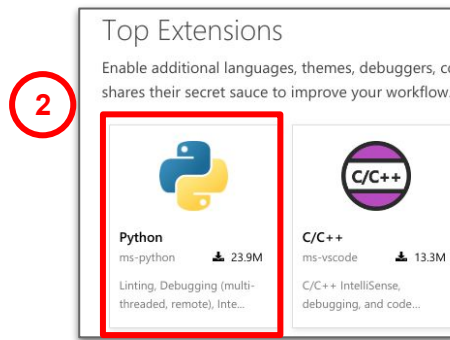 Top Extensions
Enable additional languages, themes, debuggers,
shares their secret sauce to improve your workflow.
2
C/C++
Python
ms-python 23.9M
Linting, Debugging (multi-
threaded, remote), Inte...
C/C++
ms-vscode 13.3M
C/C++ IntelliSense,
debugging, and code...